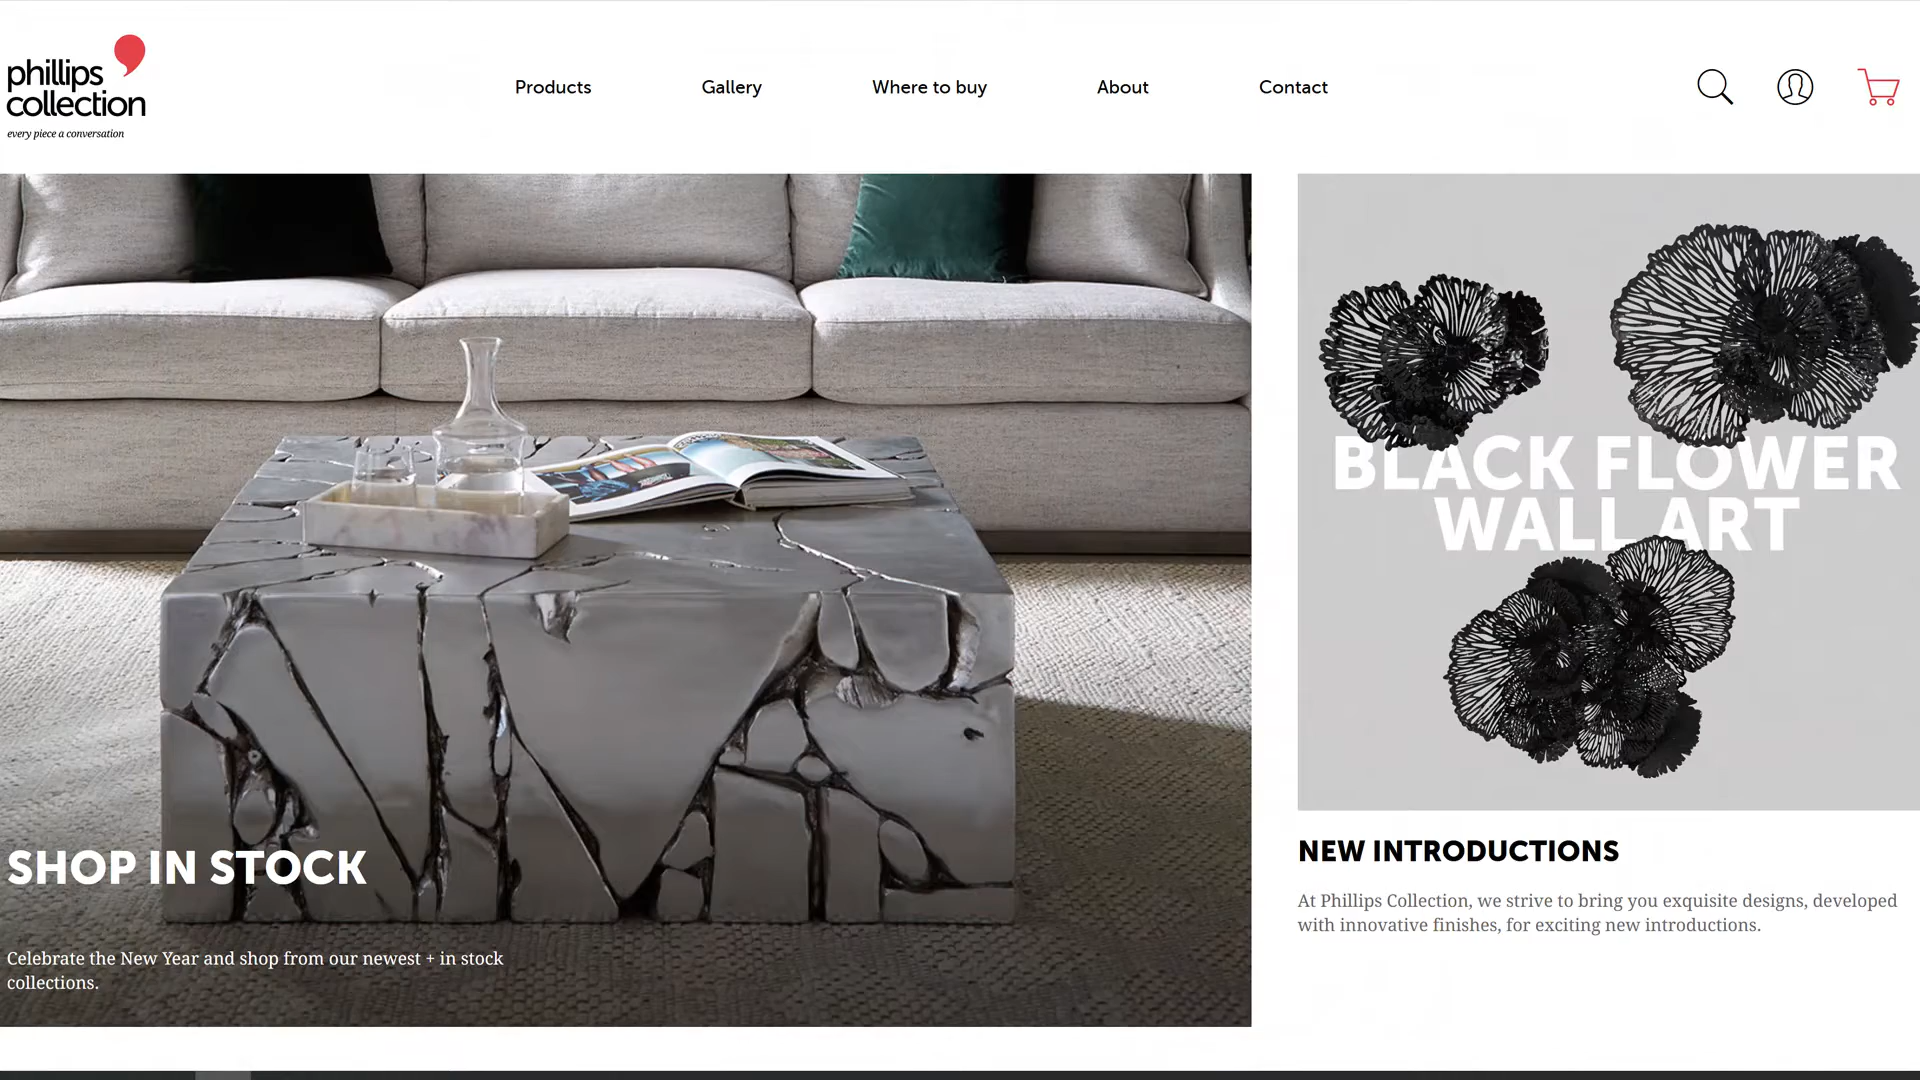 phillips
collection
every piece a conversation
Products
Gallery
Where to buy
About
Contact
SHOP IN STOCK
Celebrate the New Year and shop from our newest + in stock
collections.
BLACK FLOWER
WALL ART
NEW INTRODUCTIONS
At Phillips Collection, we strive to bring you exquisite designs, developed
with innovative finishes, for exciting new introductions.